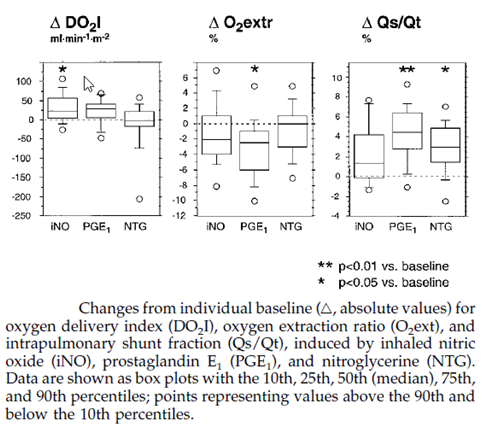 Δ DO2I
ml·min-1·m-2
Δ O2extr
%
Δ Qs/Qt
%
*
*
**
*
100
50
0
-50
-100
-150
-200
-250
6
4
2
0
-2
-4
-6
-8
-10
-12
10
8
6
4
2
0
-2
-4
iNO PGE1 NTG
iNO PGE1 NTG
iNO PGE1 NTG
** p<0.01 vs. baseline
* p<0.05 vs. baseline
Changes from individual baseline (△, absolute values) for
oxygen delivery index (DO2I), oxygen extraction ratio (O2ext), and
intrapulmonary shunt fraction (Qs/Qt), induced by inhaled nitric
oxide (iNO), prostaglandin E1 (PGE1), and nitroglycerine (NTG).
Data are shown as box plots with the 10th, 25th, 50th (median), 75th,
and 90th percentiles; points representing values above the 90th and
below the 10th percentiles.